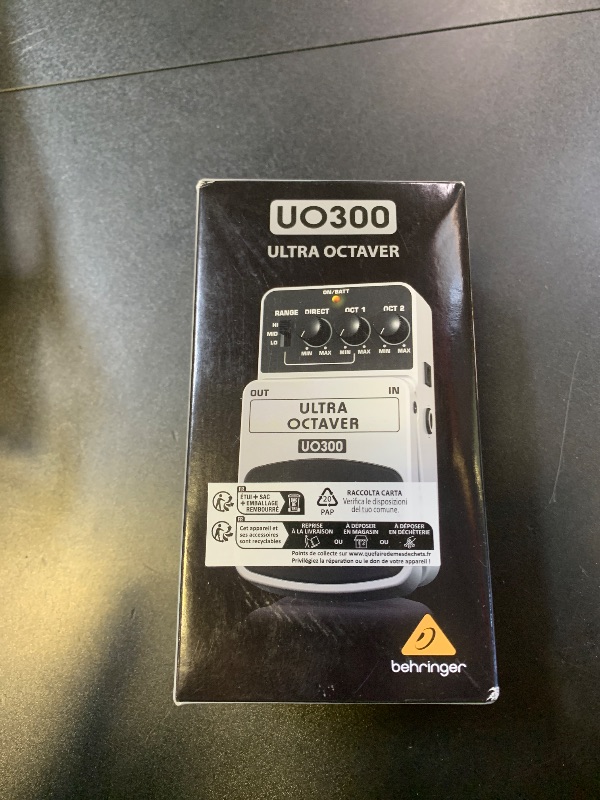 UO300
ULTRA OCTAVER
ON/BATT
RANGE DIRECT OCT 1 OCT 2
HI
MID
LO
MIN MAX MIN MAX MIN MAX
OUT IN
ULTRA
OCTAVER
UO300
FR
ÉTUI + SAC
+ EMBALLAGE
REMBOURRÉ
20
PAP
RACCOLTA CARTA
Verifica le disposizioni
del tuo comune.
FR
Cet appareil et
ses accessoires
sont recyclables
REPRISE
À LA LIVRAISON
OU
À DÉPOSER
EN MAGASIN
OU
À DÉPOSER
EN DÉCHÈTERIE
Points de collecte sur www.quefairedemesdechets.fr
Privilégiez la réparation ou le don de votre appareil !
behringer